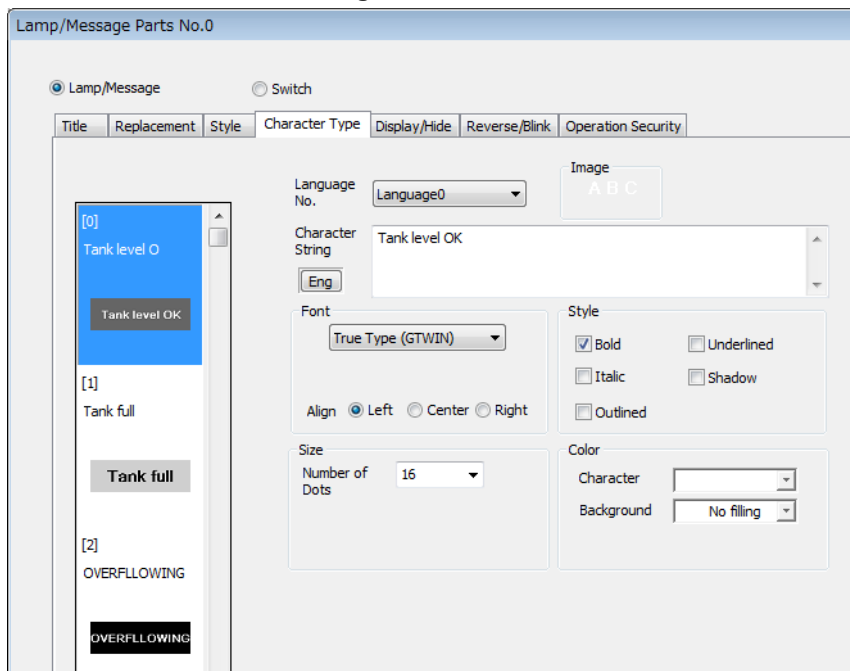 Lamp/Message Parts No.0
Lamp/Message Switch
Title Replacement Style Character Type Display/Hide Reverse/Blink Operation Security
[0]
Tank level O
Tank level OK
[1]
Tank full
Tank full
[2]
OVERFLLOWING
OVERFLLOWING
Language No. Language0
Image
A B C
Character String Tank level OK
Eng
Font
True Type (GTWIN)
Align Left Center Right
Style
Bold Underlined
Italic Shadow
Outlined
Size
Number of Dots 16
Color
Character
Background No filling